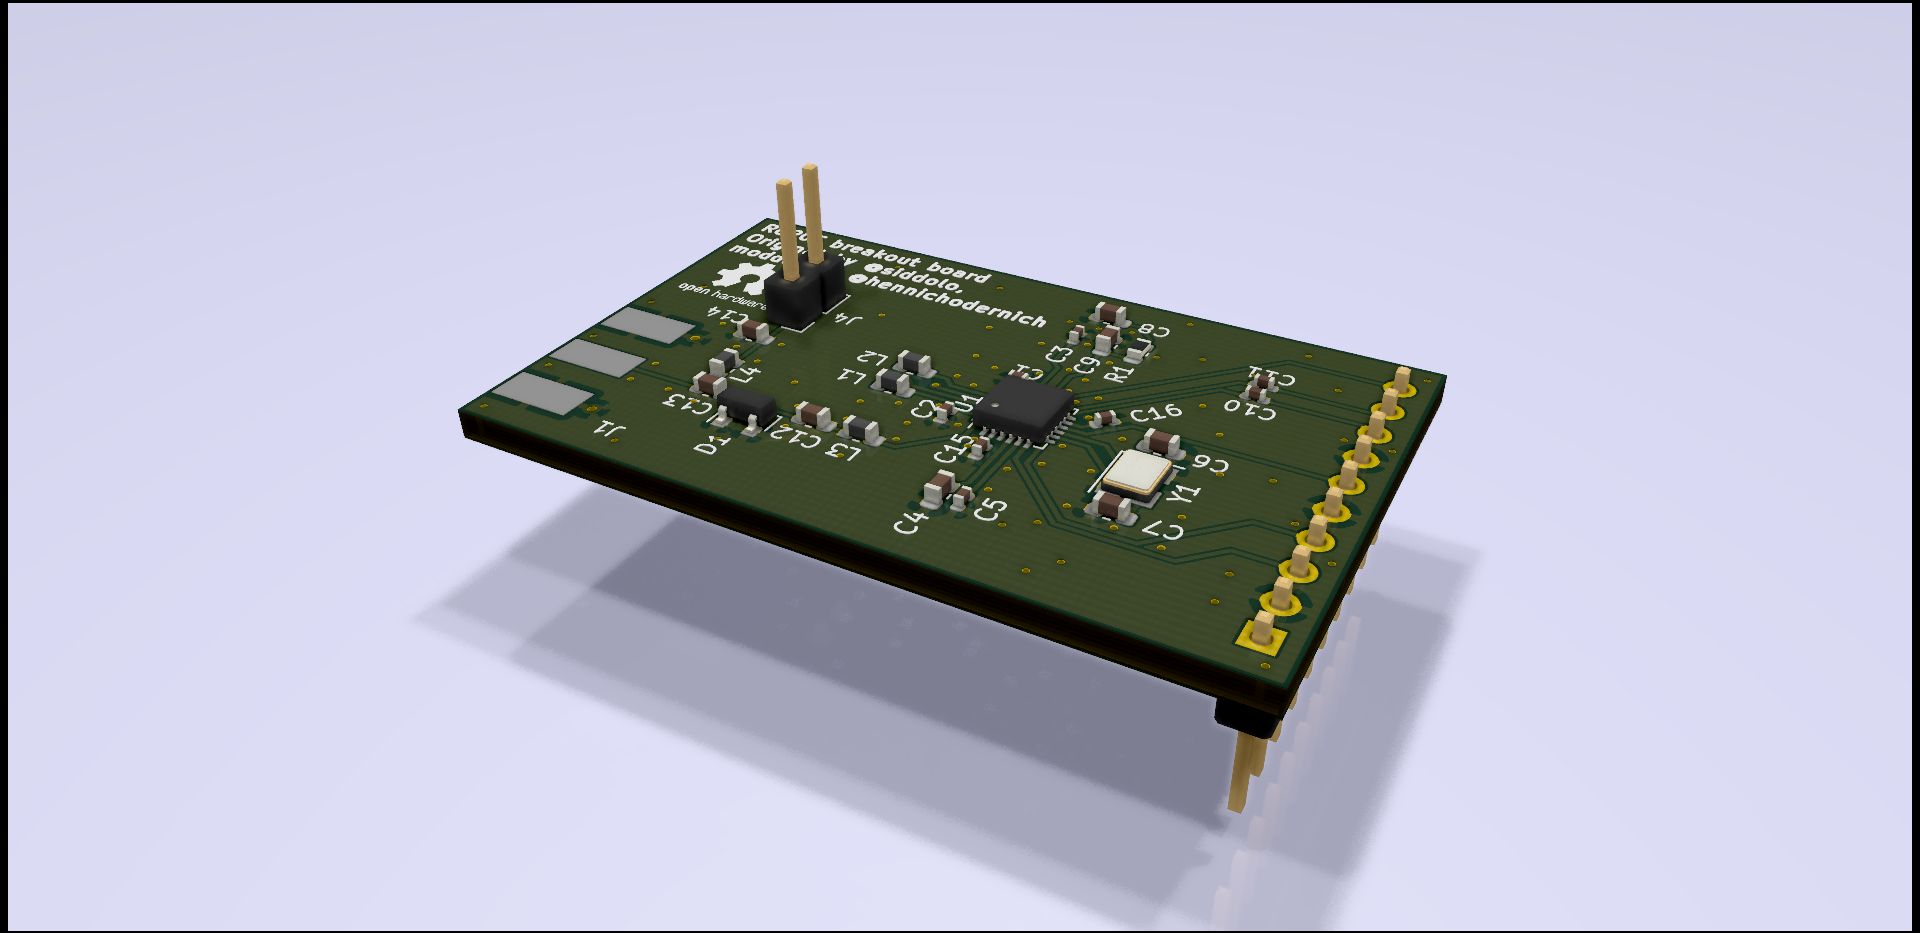 breakout board
@siddolo,
@hennichodernich
open hardware
J4
C14
L4
C13
J1
D1
C12
L3
L2
L1
C2
U1
C1
C15
C4
C5
C3
C9
C8
R1
C16
C11
C10
C6
Y1
C7